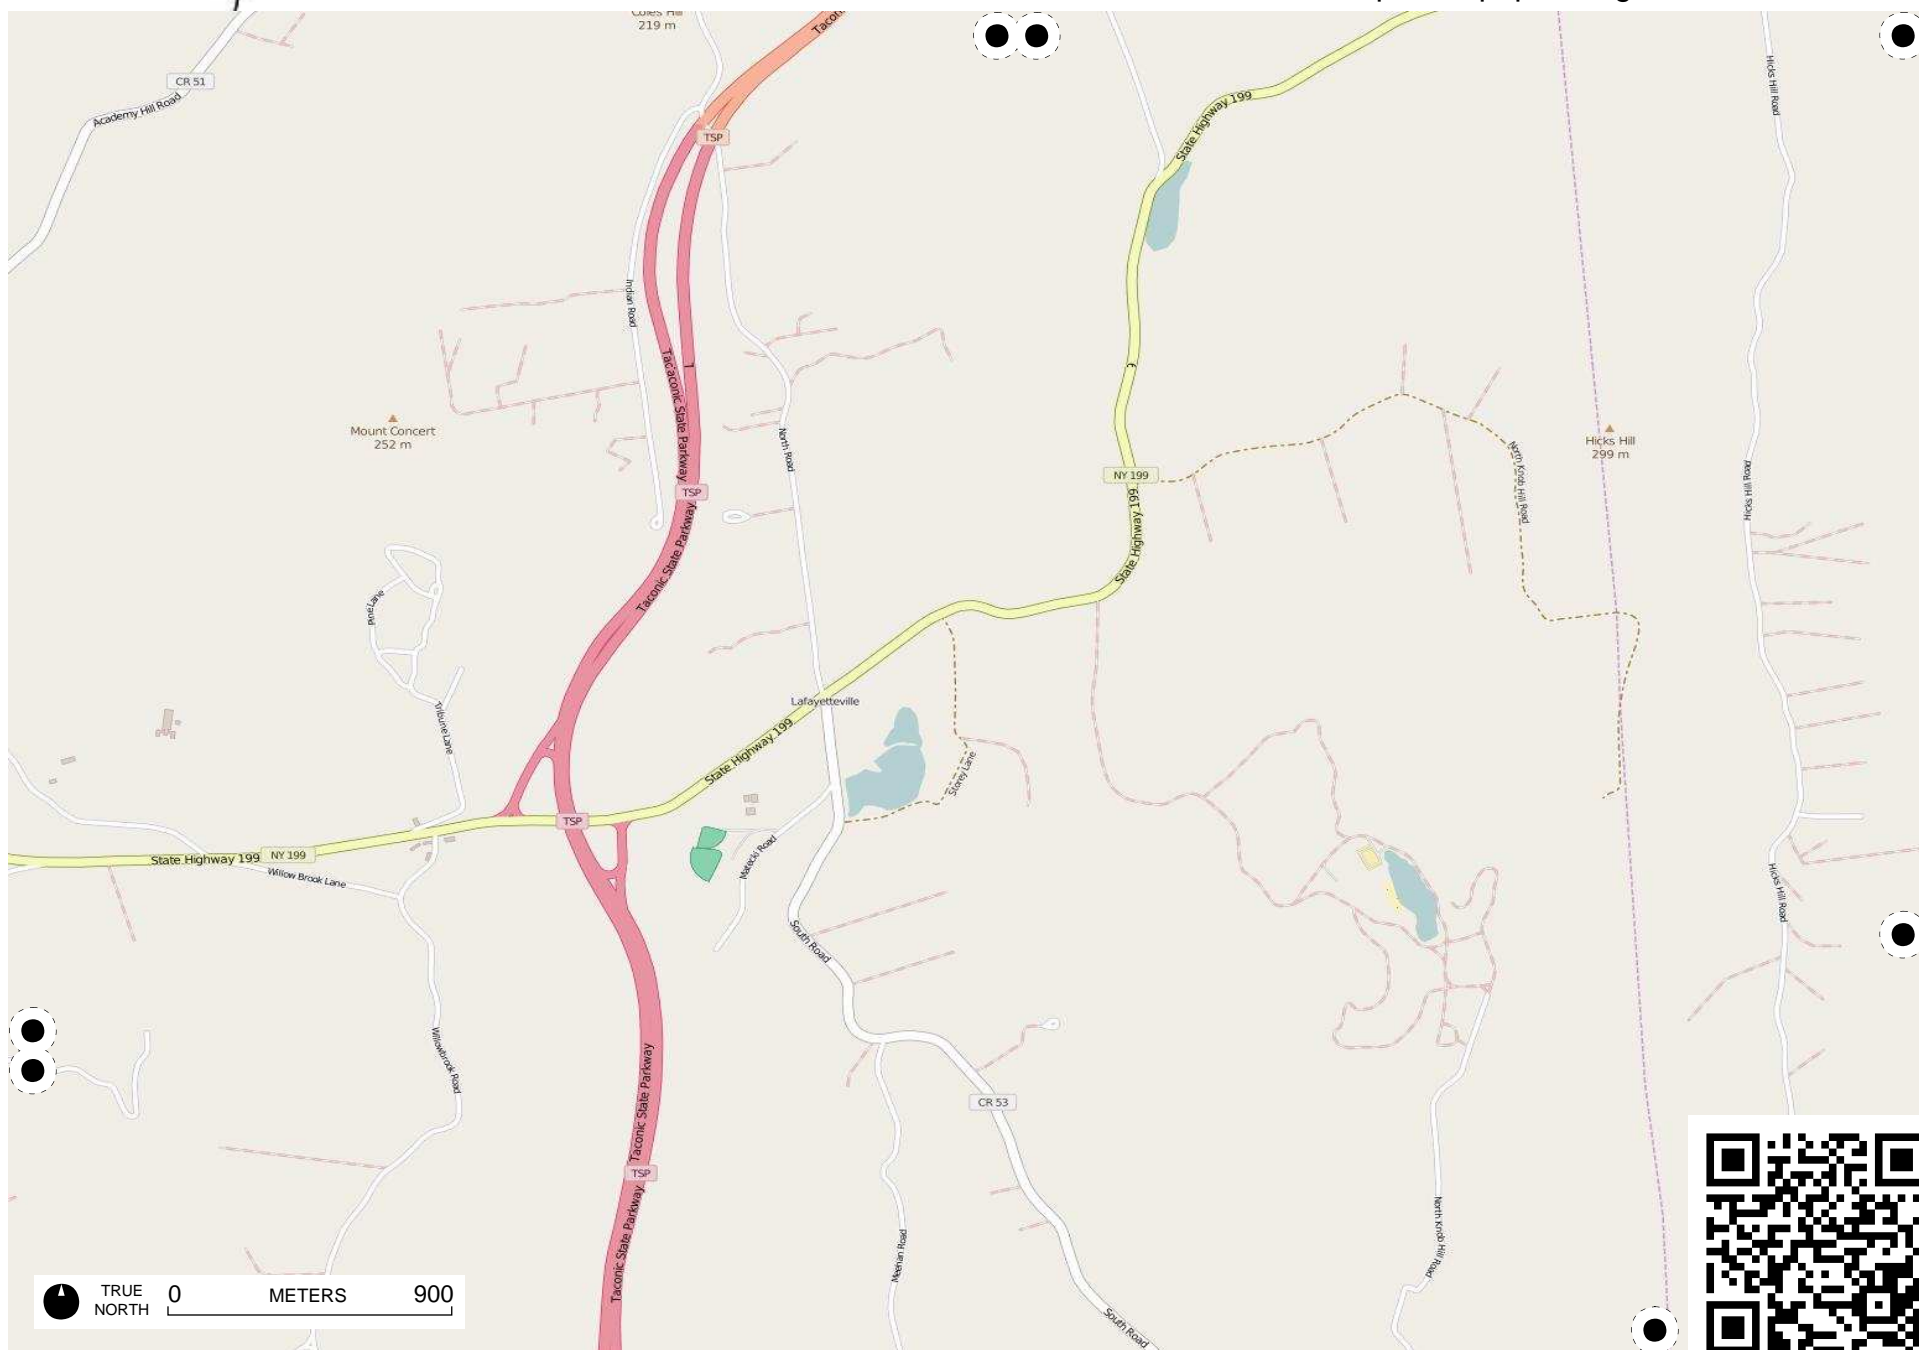 219 m
Tacon
CR 51
Academy Hill Road
TSP
State Highway 199
Hicks Hill Road
Indian Road
Taconic State Parkway
Mount Concert
252 m
North Road
TSP
NY 199
State Highway 199
North Knob Hill Road
Hicks Hill
299 m
Hicks Hill Road
Taconic State Parkway
Pine Lane
Lafayetteville
Tribune Lane
State Highway 199
Storey Lane
TSP
State Highway 199
NY 199
Willow Brook Lane
Matecki Road
Hicks Hill Road
South Road
Willowbrook Road
CR 53
Taconic State Parkway
TSP
Taconic State Parkway
Meenan Road
North Knob Hill Road
South Road
TRUE
NORTH
0 METERS 900